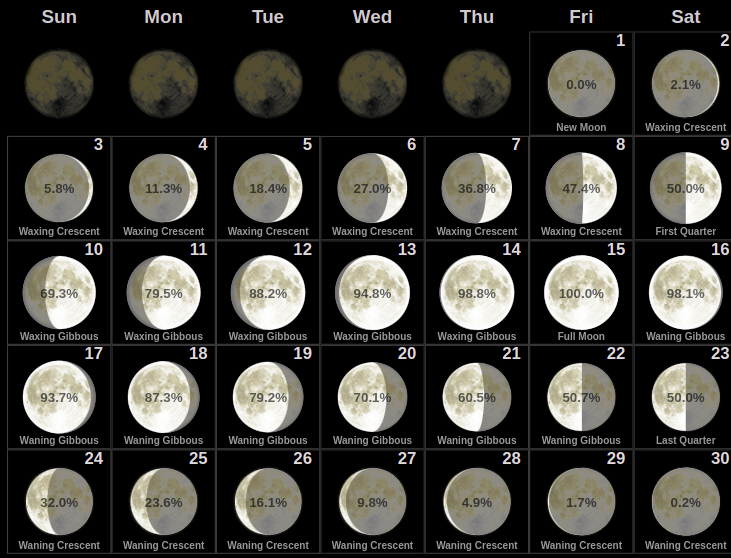 Sun Mon Tue Wed Thu Fri Sat
1 2
0.0% 2.1%
New Moon Waxing Crescent
3 4 5 6 7 8 9
5.8% 11.3% 18.4% 27.0% 36.8% 47.4% 50.0%
Waxing Crescent Waxing Crescent Waxing Crescent Waxing Crescent Waxing Crescent Waxing Crescent First Quarter
10 11 12 13 14 15 16
69.3% 79.5% 88.2% 94.8% 98.8% 100.0% 98.1%
Waxing Gibbous Waxing Gibbous Waxing Gibbous Waxing Gibbous Waxing Gibbous Full Moon Waning Gibbous
17 18 19 20 21 22 23
93.7% 87.3% 79.2% 70.1% 60.5% 50.7% 50.0%
Waning Gibbous Waning Gibbous Waning Gibbous Waning Gibbous Waning Gibbous Waning Gibbous Last Quarter
24 25 26 27 28 29 30
32.0% 23.6% 16.1% 9.8% 4.9% 1.7% 0.2%
Waning Crescent Waning Crescent Waning Crescent Waning Crescent Waning Crescent Waning Crescent Waning Crescent